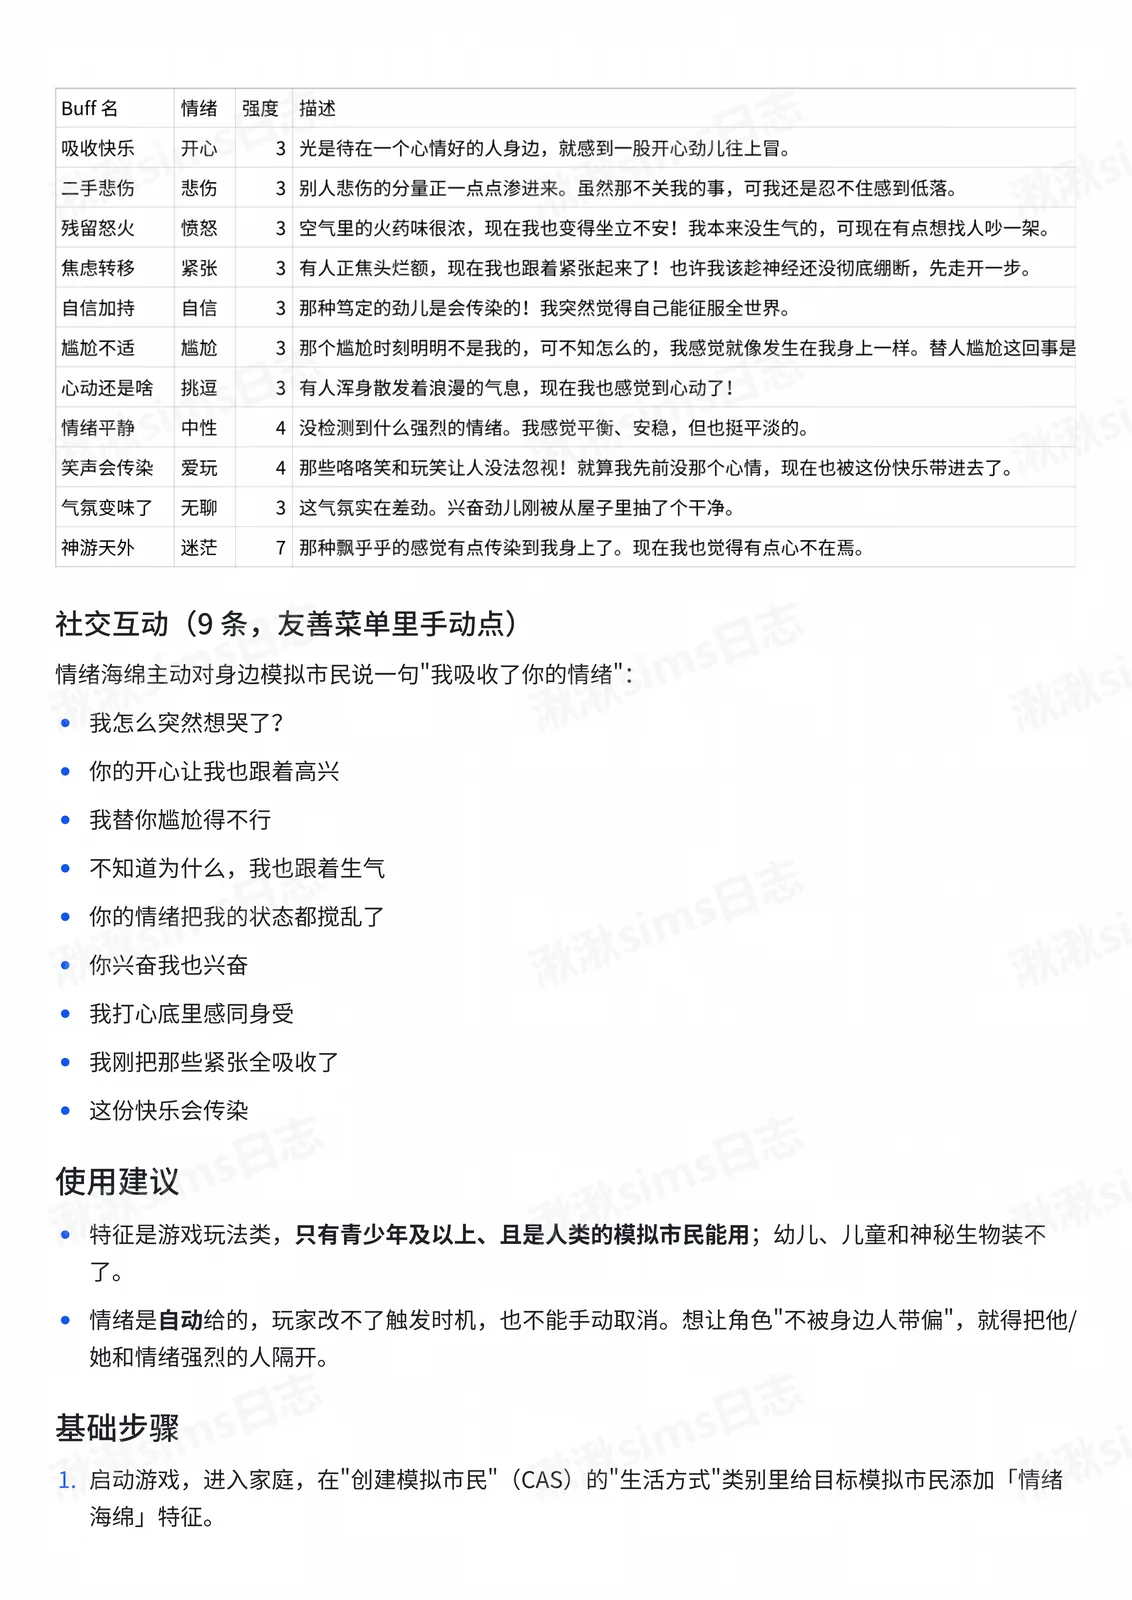 Buff 名 情绪 强度 描述
吸收快乐 开心 3 光是待在一个心情好的人身边，就感到一股开心劲儿往上冒。
二手悲伤 悲伤 3 别人悲伤的分量正一点点渗进来。虽然那不关我的事，可我还是忍不住感到低落。
残留怒火 愤怒 3 空气里的火药味很浓，现在我也变得坐立不安！我本来没生气的，可现在有点想找人吵一架。
焦虑转移 紧张 3 有人正焦头烂额，现在我也跟着紧张起来了！也许我该趁神经还没彻底绷断，先走开一步。
自信加持 自信 3 那种笃定的劲儿是会传染的！我突然觉得自己能征服全世界。
尴尬不适 尴尬 3 那个尴尬时刻明明不是我的，可不知怎么的，我感觉就像发生在我身上一样。替人尴尬这回事是
心动还是啥 挑逗 3 有人浑身散发着浪漫的气息，现在我也感觉到心动了！
情绪平静 中性 4 没检测到什么强烈的情绪。我感觉平衡、安稳，但也挺平淡的。
笑声会传染 爱玩 4 那些咯咯笑和玩笑让人没法忽视！就算我先前没那个心情，现在也被这份快乐带进去了。
气氛变味了 无聊 3 这气氛实在差劲。兴奋劲儿刚被从屋子里抽了个干净。
神游天外 迷茫 7 那种飘乎乎的感觉有点传染到我身上了。现在我也觉得有点心不在焉。
社交互动（9 条，友善菜单里手动点）
情绪海绵主动对身边模拟市民说一句"我吸收了你的情绪"：
• 我怎么突然想哭了？
• 你的开心让我也跟着高兴
• 我替你尴尬得不行
• 不知道为什么，我也跟着生气
• 你的情绪把我的状态都搅乱了
• 你兴奋我也兴奋
• 我打心底里感同身受
• 我刚把那些紧张全吸收了
• 这份快乐会传染
使用建议
• 特征是游戏玩法类，只有青少年及以上、且是人类的模拟市民能用；幼儿、儿童和神秘生物装不
了。
• 情绪是自动给的，玩家改不了触发时机，也不能手动取消。想让角色"不被身边人带偏"，就得把他/
她和情绪强烈的人隔开。
基础步骤
1. 启动游戏，进入家庭，在"创建模拟市民"（CAS）的"生活方式"类别里给目标模拟市民添加「情绪
海绵」特征。
湫湫sims日志